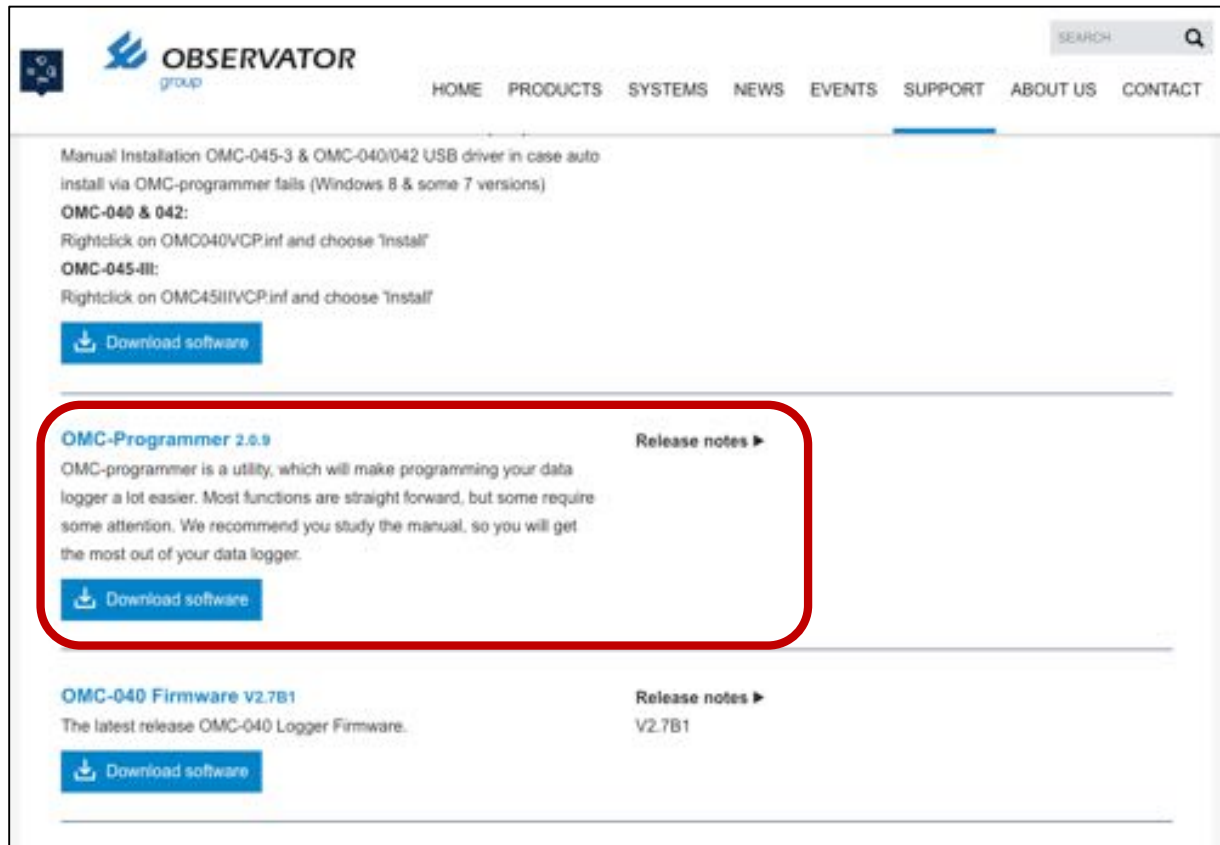 SEARCH
OBSERVATOR
group
HOME PRODUCTS SYSTEMS NEWS EVENTS SUPPORT ABOUT US CONTACT
Manual Installation OMC-045-3 & OMC-040/042 USB driver in case auto
install via OMC-programmer fails (Windows 8 & some 7 versions)
OMC-040 & 042:
Rightclick on OMC040VCP.inf and choose 'Install'
OMC-045-III:
Rightclick on OMC45IIIVCP.inf and choose 'Install'
Download software
OMC-Programmer 2.0.9
Release notes ▶
OMC-programmer is a utility, which will make programming your data
logger a lot easier. Most functions are straight forward, but some require
some attention. We recommend you study the manual, so you will get
the most out of your data logger.
Download software
OMC-040 Firmware V2.7B1
Release notes ▶
The latest release OMC-040 Logger Firmware.
V2.7B1
Download software